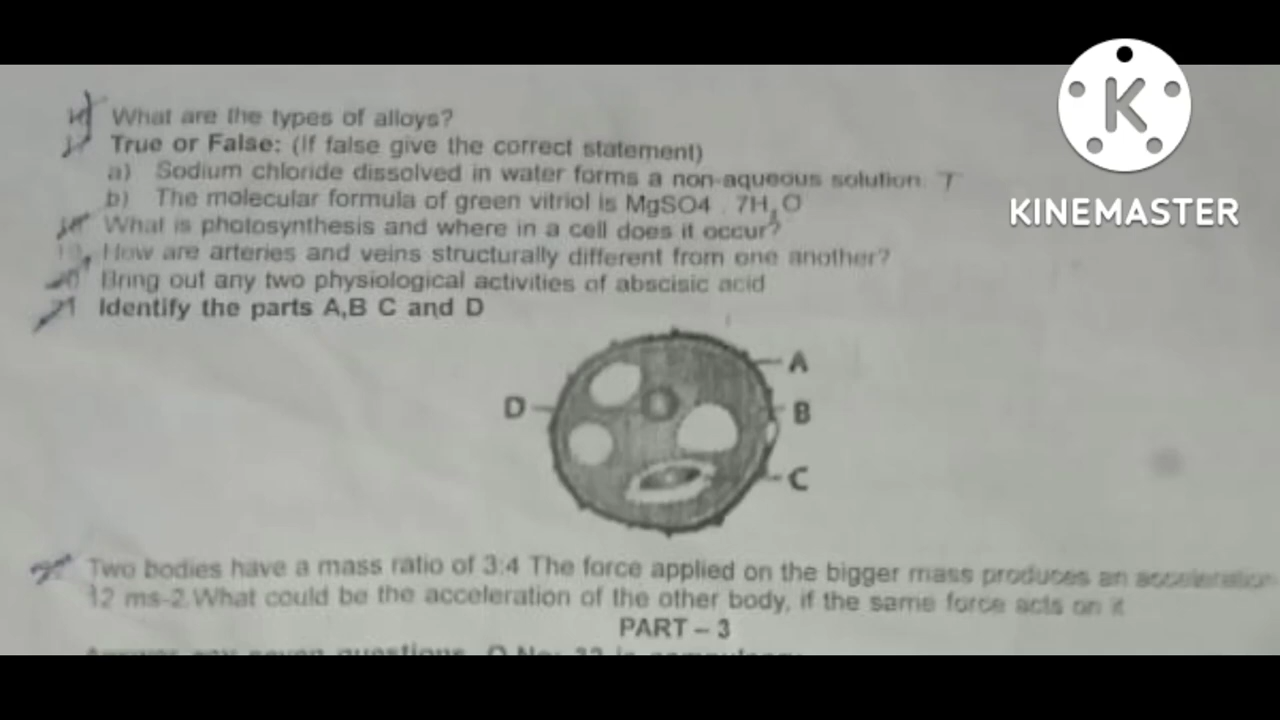 K
KINEMASTER
What are the types of alloys?
True or False: (If false give the correct statement)
a) Sodium chloride dissolved in water forms a non-aqueous solution. T
b) The molecular formula of green vitriol is MgSO4 . 7H2O
What is photosynthesis and where in a cell does it occur?
How are arteries and veins structurally different from one another?
Bring out any two physiological activities of abscisic acid
21 Identify the parts A,B C and D
A
D
B
C
Two bodies have a mass ratio of 3:4 The force applied on the bigger mass produces an acceleration
12 ms-2.What could be the acceleration of the other body, if the same force acts on it
PART – 3